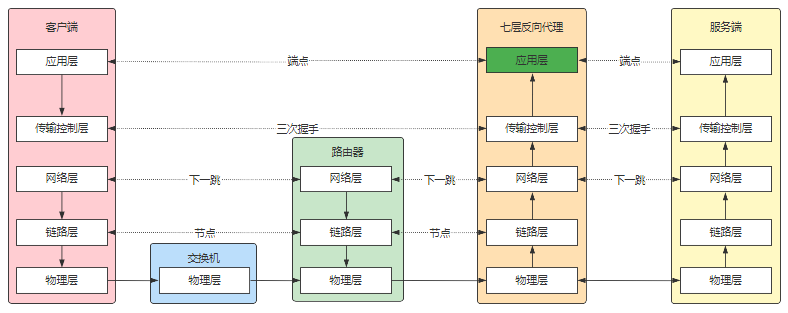 客户端
七层反向代理
服务端
应用层
端点
应用层
端点
应用层
传输控制层
三次握手
传输控制层
三次握手
传输控制层
路由器
网络层
下一跳
网络层
下一跳
网络层
下一跳
网络层
链路层
节点
链路层
节点
链路层
链路层
交换机
物理层
物理层
物理层
物理层
物理层